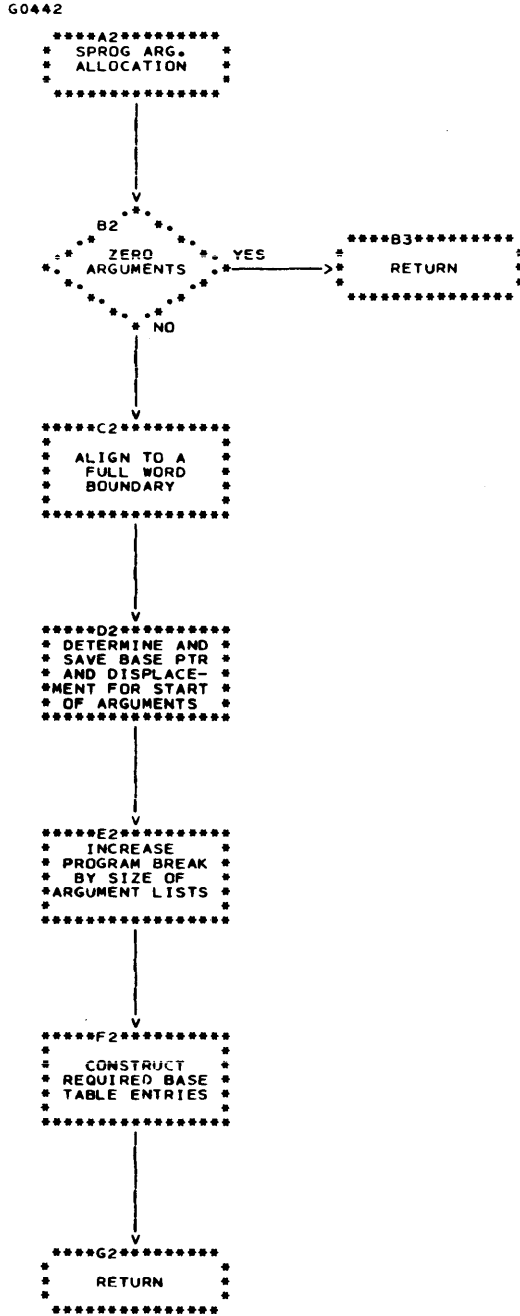 G0442
****A2*********
SPROG ARG.
ALLOCATION
B2
ZERO
ARGUMENTS
YES
NO
****B3*********
RETURN
*****C2**********
ALIGN TO A
FULL WORD
BOUNDARY
*****D2**********
DETERMINE AND
SAVE BASE PTR
AND DISPLACE-
MENT FOR START
OF ARGUMENTS
*****E2**********
INCREASE
PROGRAM BREAK
BY SIZE OF
ARGUMENT LISTS
*****F2**********
CONSTRUCT
REQUIRED BASE
TABLE ENTRIES
****G2*********
RETURN